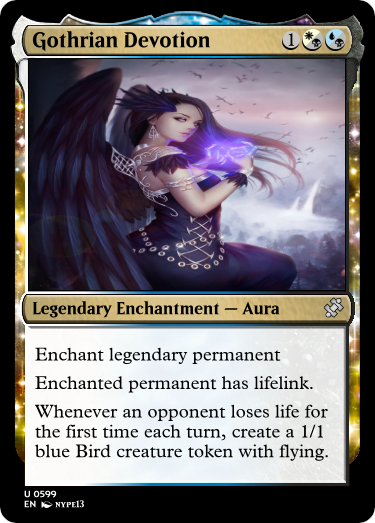 Gothrian Devotion 1
Legendary Enchantment — Aura
Enchant legendary permanent
Enchanted permanent has lifelink.
Whenever an opponent loses life for
the first time each turn, create a 1/1
blue Bird creature token with flying.
U 0599
EN NYPE13